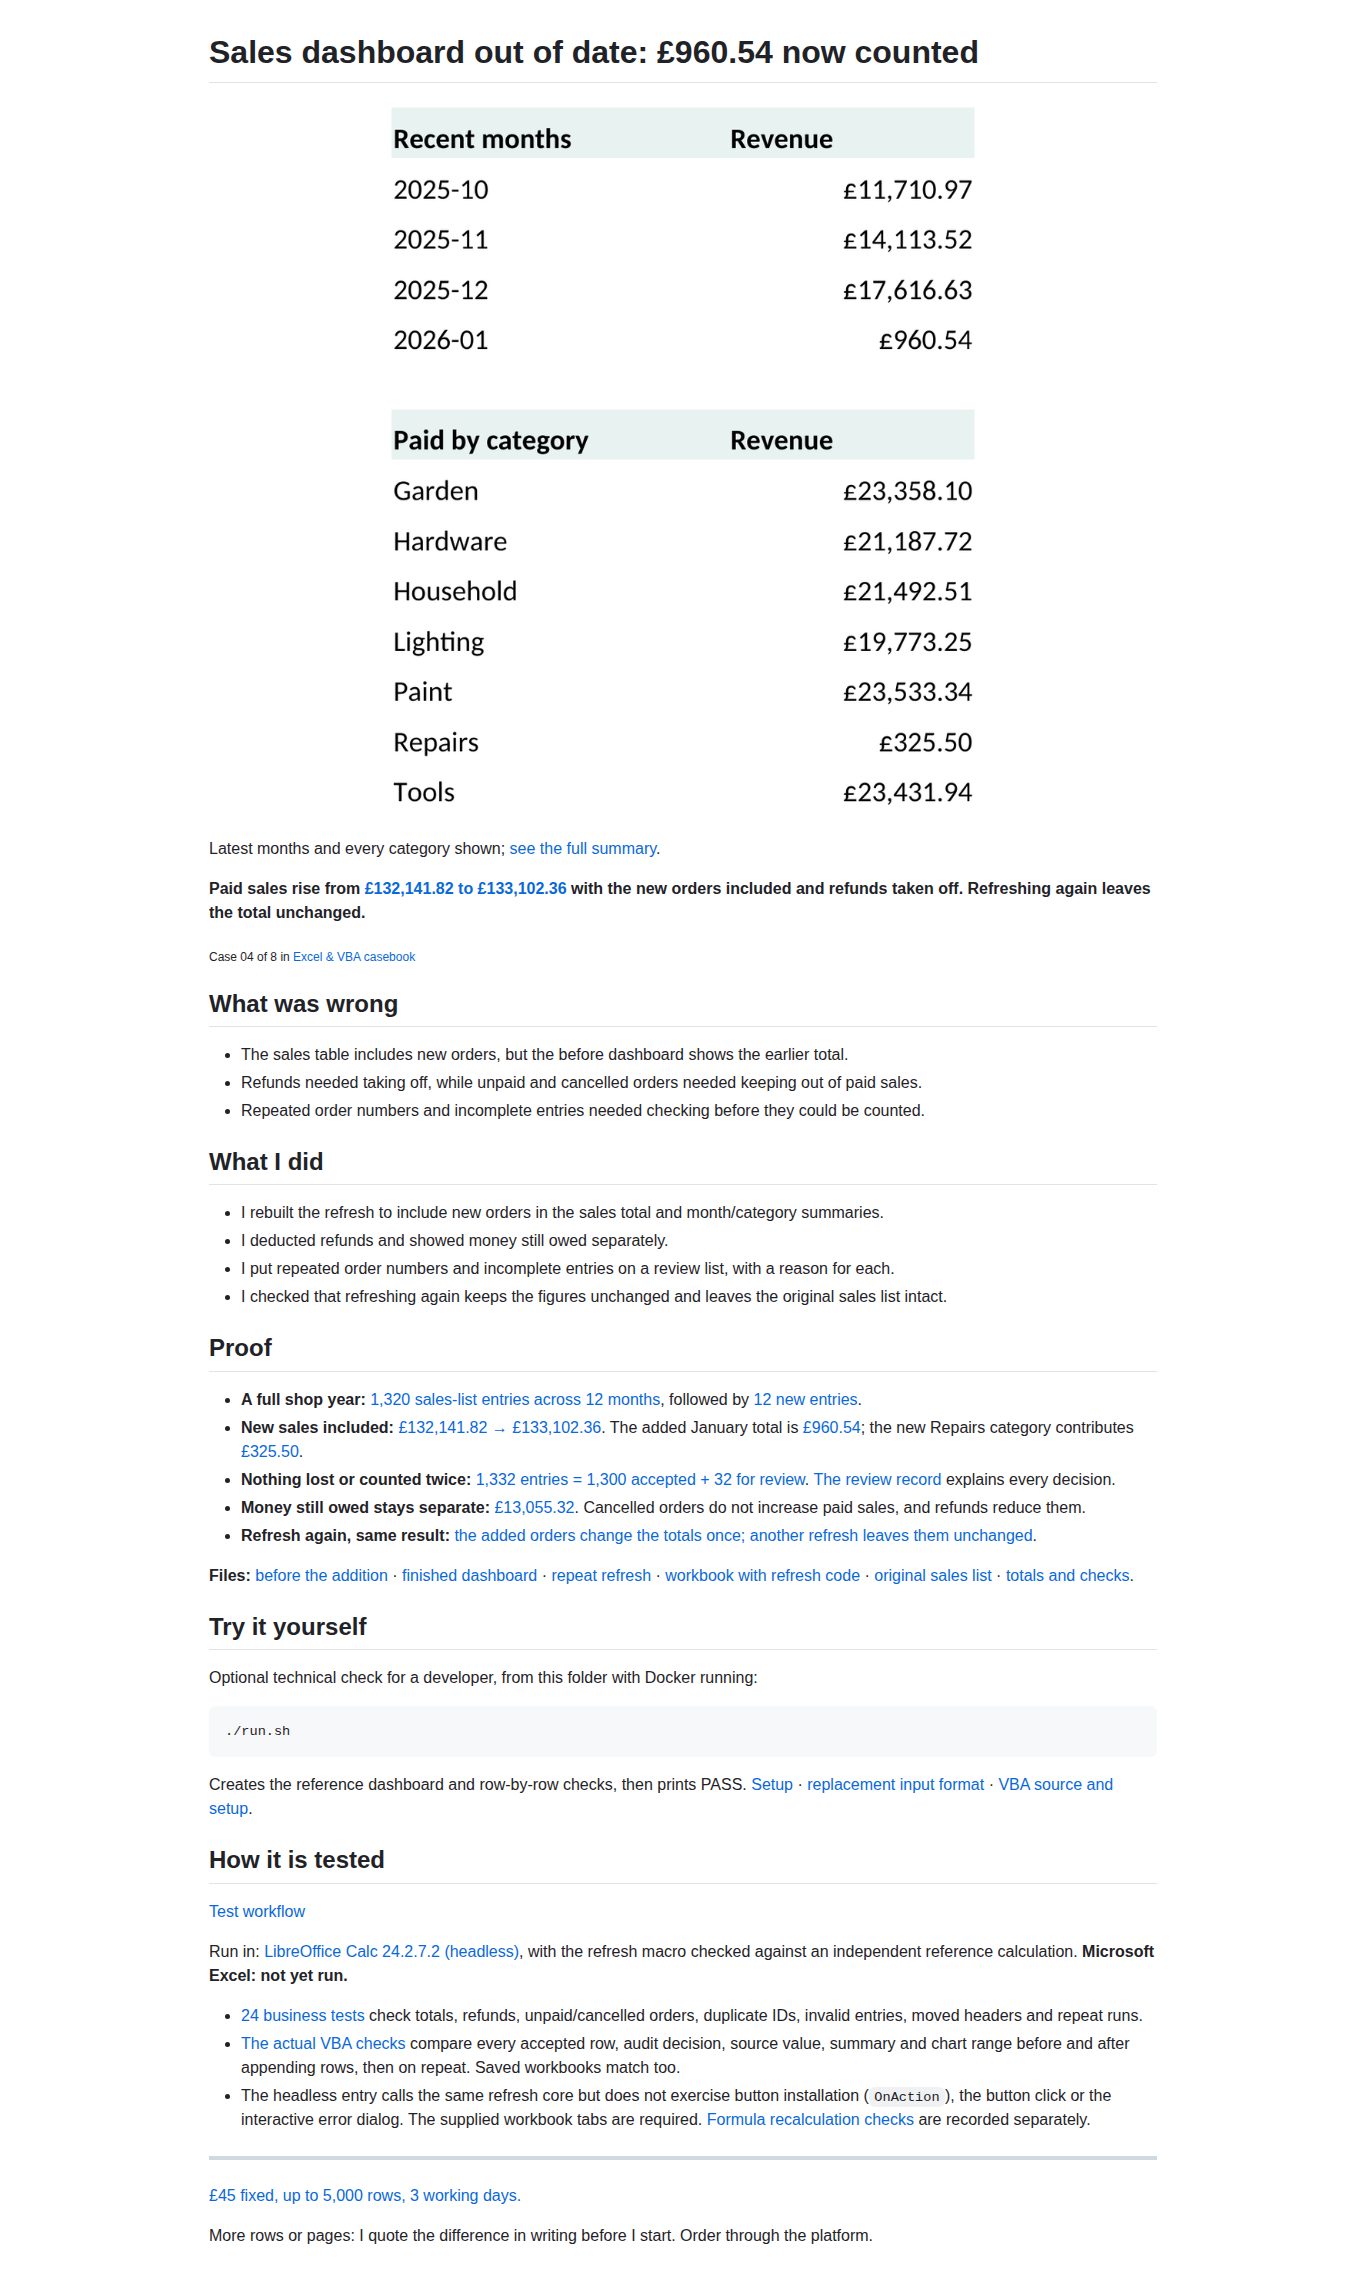 Sales dashboard out of date: £960.54 now counted
Recent months Revenue
2025-10 £11,710.97
2025-11 £14,113.52
2025-12 £17,616.63
2026-01 £960.54
Paid by category Revenue
Garden £23,358.10
Hardware £21,187.72
Household £21,492.51
Lighting £19,773.25
Paint £23,533.34
Repairs £325.50
Tools £23,431.94
Latest months and every category shown; see the full summary.
Paid sales rise from £132,141.82 to £133,102.36 with the new orders included and refunds taken off. Refreshing again leaves
the total unchanged.
Case 04 of 8 in Excel & VBA casebook
What was wrong
• The sales table includes new orders, but the before dashboard shows the earlier total.
• Refunds needed taking off, while unpaid and cancelled orders needed keeping out of paid sales.
• Repeated order numbers and incomplete entries needed checking before they could be counted.
What I did
• I rebuilt the refresh to include new orders in the sales total and month/category summaries.
• I deducted refunds and showed money still owed separately.
• I put repeated order numbers and incomplete entries on a review list, with a reason for each.
• I checked that refreshing again keeps the figures unchanged and leaves the original sales list intact.
Proof
• A full shop year: 1,320 sales-list entries across 12 months, followed by 12 new entries.
• New sales included: £132,141.82 → £133,102.36. The added January total is £960.54; the new Repairs category contributes
£325.50.
• Nothing lost or counted twice: 1,332 entries = 1,300 accepted + 32 for review. The review record explains every decision.
• Money still owed stays separate: £13,055.32. Cancelled orders do not increase paid sales, and refunds reduce them.
• Refresh again, same result: the added orders change the totals once; another refresh leaves them unchanged.
Files: before the addition · finished dashboard · repeat refresh · workbook with refresh code · original sales list · totals and checks.
Try it yourself
Optional technical check for a developer, from this folder with Docker running:
./run.sh
Creates the reference dashboard and row-by-row checks, then prints PASS. Setup · replacement input format · VBA source and
setup.
How it is tested
Test workflow
Run in: LibreOffice Calc 24.2.7.2 (headless), with the refresh macro checked against an independent reference calculation. Microsoft
Excel: not yet run.
• 24 business tests check totals, refunds, unpaid/cancelled orders, duplicate IDs, invalid entries, moved headers and repeat runs.
• The actual VBA checks compare every accepted row, audit decision, source value, summary and chart range before and after
appending rows, then on repeat. Saved workbooks match too.
• The headless entry calls the same refresh core but does not exercise button installation (OnAction), the button click or the
interactive error dialog. The supplied workbook tabs are required. Formula recalculation checks are recorded separately.
£45 fixed, up to 5,000 rows, 3 working days.
More rows or pages: I quote the difference in writing before I start. Order through the platform.